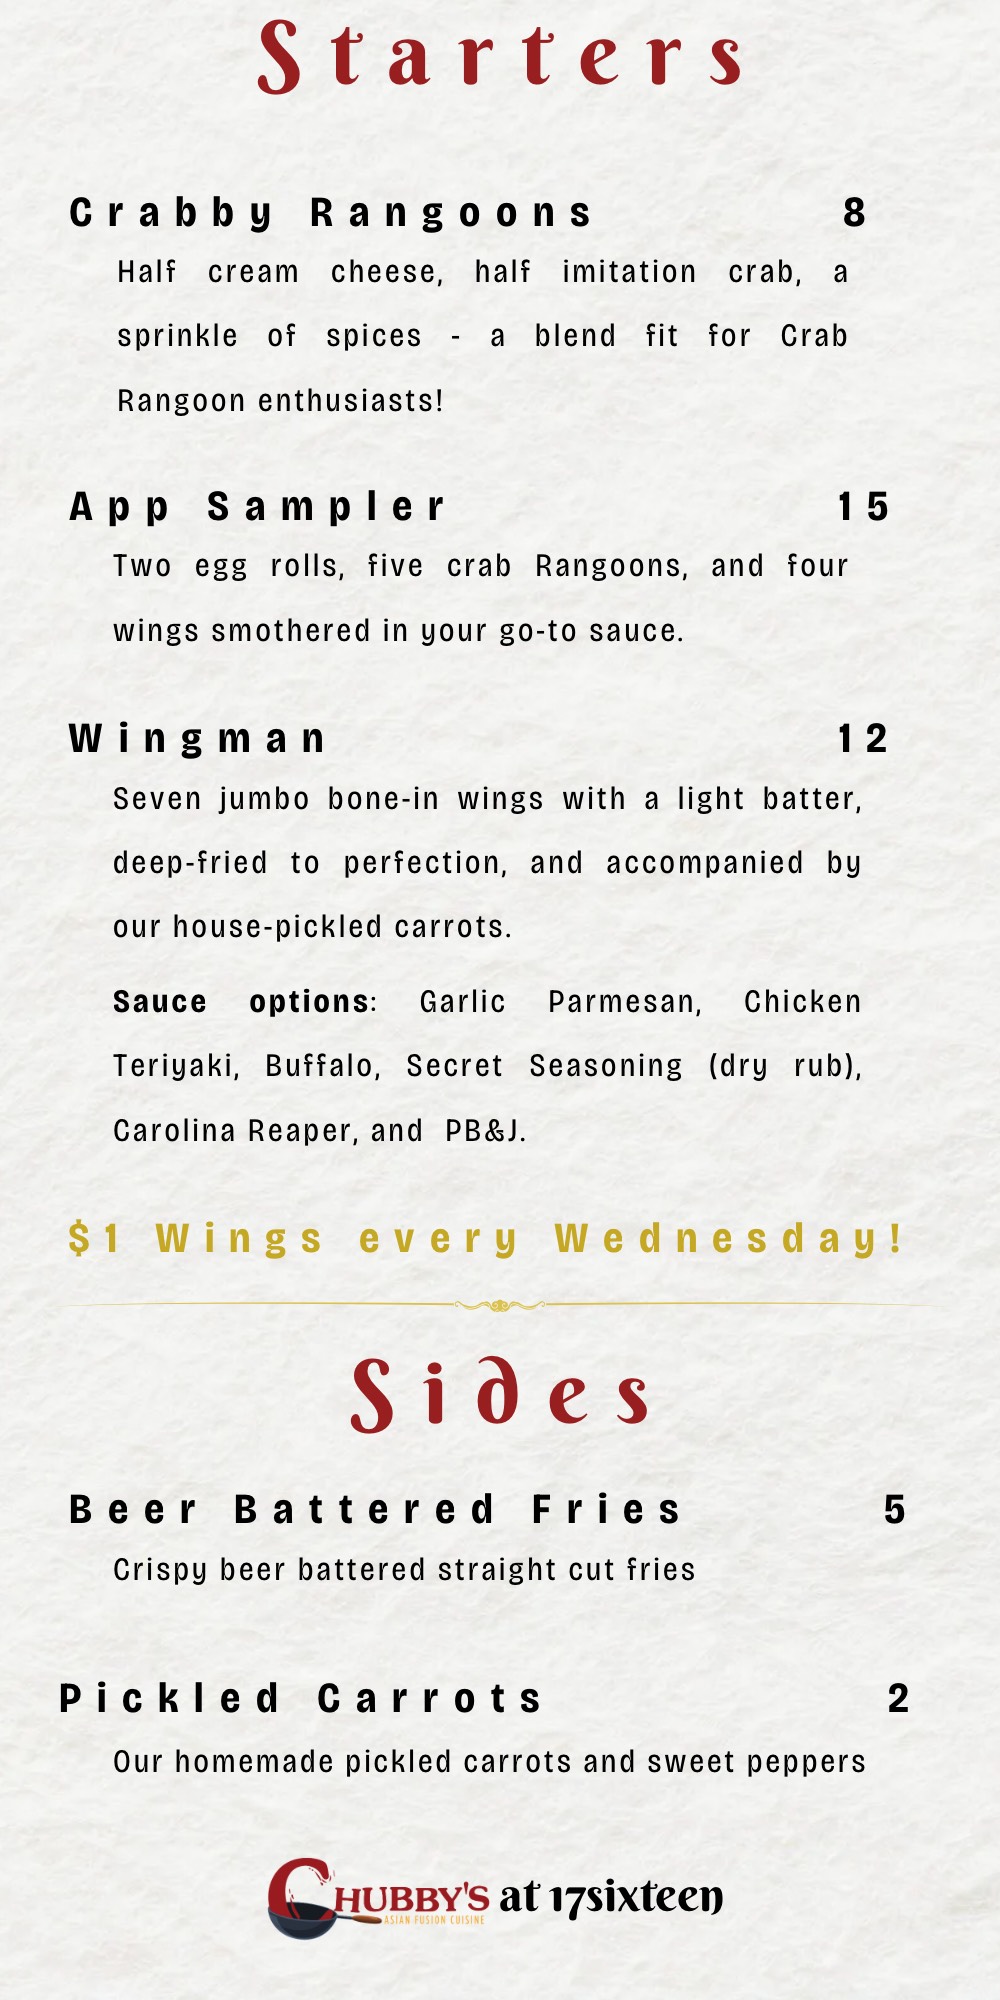 Starters
Crabby Rangoons 8
Half cream cheese, half imitation crab, a
sprinkle of spices - a blend fit for Crab
Rangoon enthusiasts!
App Sampler 15
Two egg rolls, five crab Rangoons, and four
wings smothered in your go-to sauce.
Wingman 12
Seven jumbo bone-in wings with a light batter,
deep-fried to perfection, and accompanied by
our house-pickled carrots.
Sauce options: Garlic Parmesan, Chicken
Teriyaki, Buffalo, Secret Seasoning (dry rub),
Carolina Reaper, and PB&J.
$1 Wings every Wednesday!
Sides
Beer Battered Fries 5
Crispy beer battered straight cut fries
Pickled Carrots 2
Our homemade pickled carrots and sweet peppers
CHUBBY'S at 17sixteen
ASIAN FUSION CUISINE